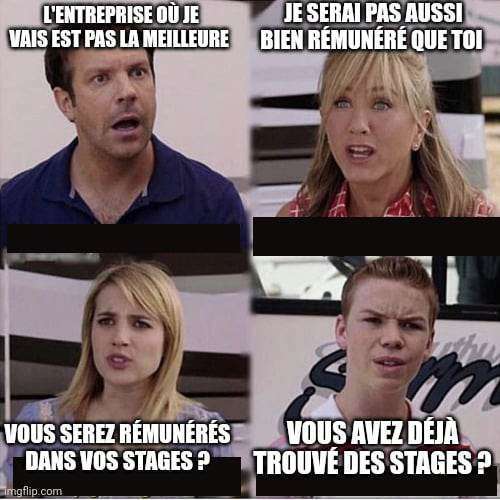 L'ENTREPRISE OÙ JE
VAIS EST PAS LA MEILLEURE
JE SERAI PAS AUSSI
BIEN RÉMUNÉRÉ QUE TOI
VOUS SEREZ RÉMUNÉRÉS
DANS VOS STAGES ?
VOUS AVEZ DÉJÀ
TROUVÉ DES STAGES ?
imgflip.com